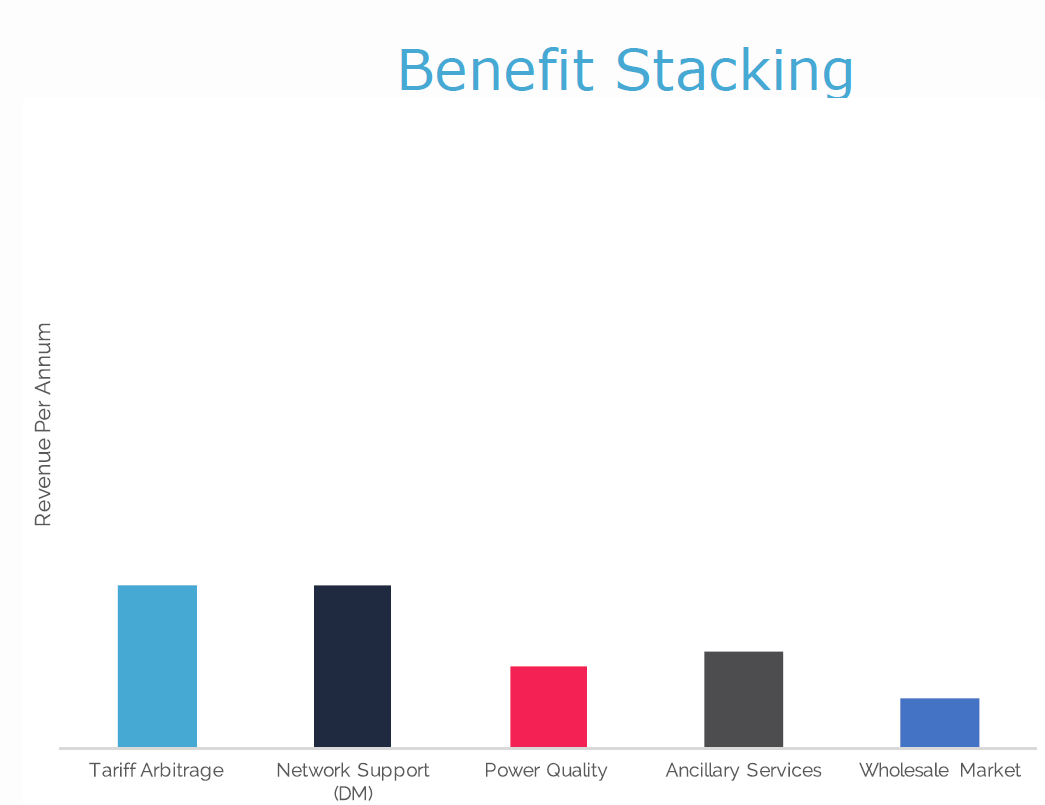 Benefit Stacking
Revenue Per Annum
Tariff Arbitrage
Network Support
(DM)
Power Quality
Ancillary Services
Wholesale Market